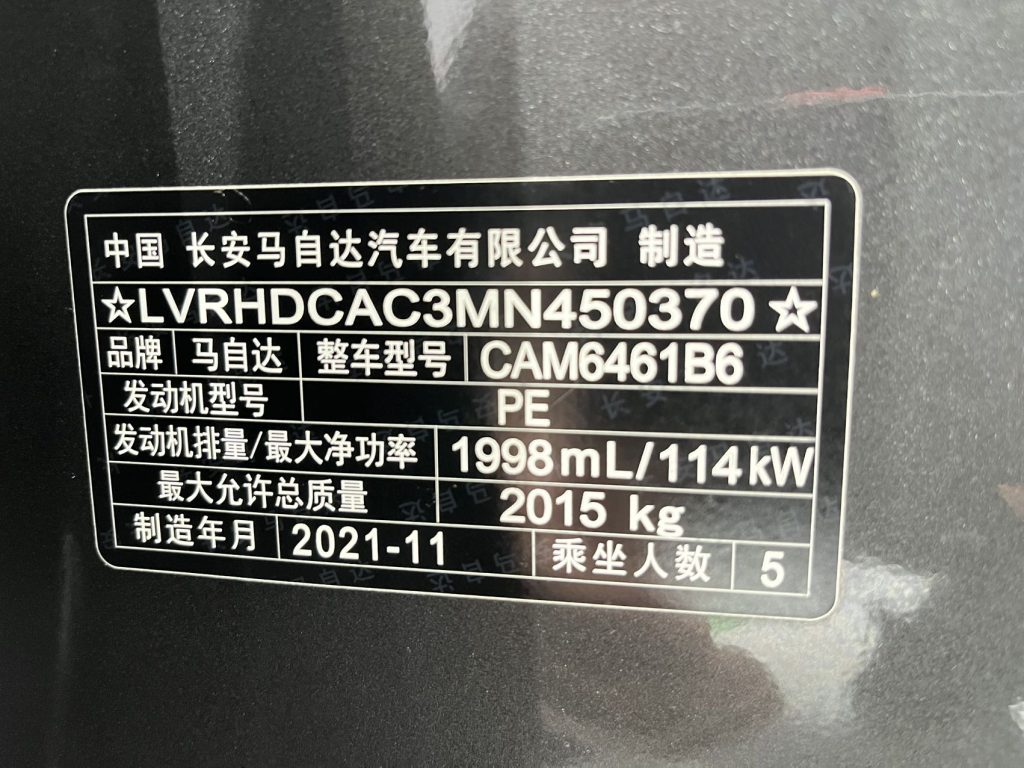 中国 长安马自达汽车有限公司 制造
☆LVRHDCAC3MN450370☆
品牌 马自达 整车型号 CAM6461B6
发动机型号 PE
发动机排量/最大净功率 1998mL/114kW
最大允许总质量 2015 kg
制造年月 2021-11 乘坐人数 5